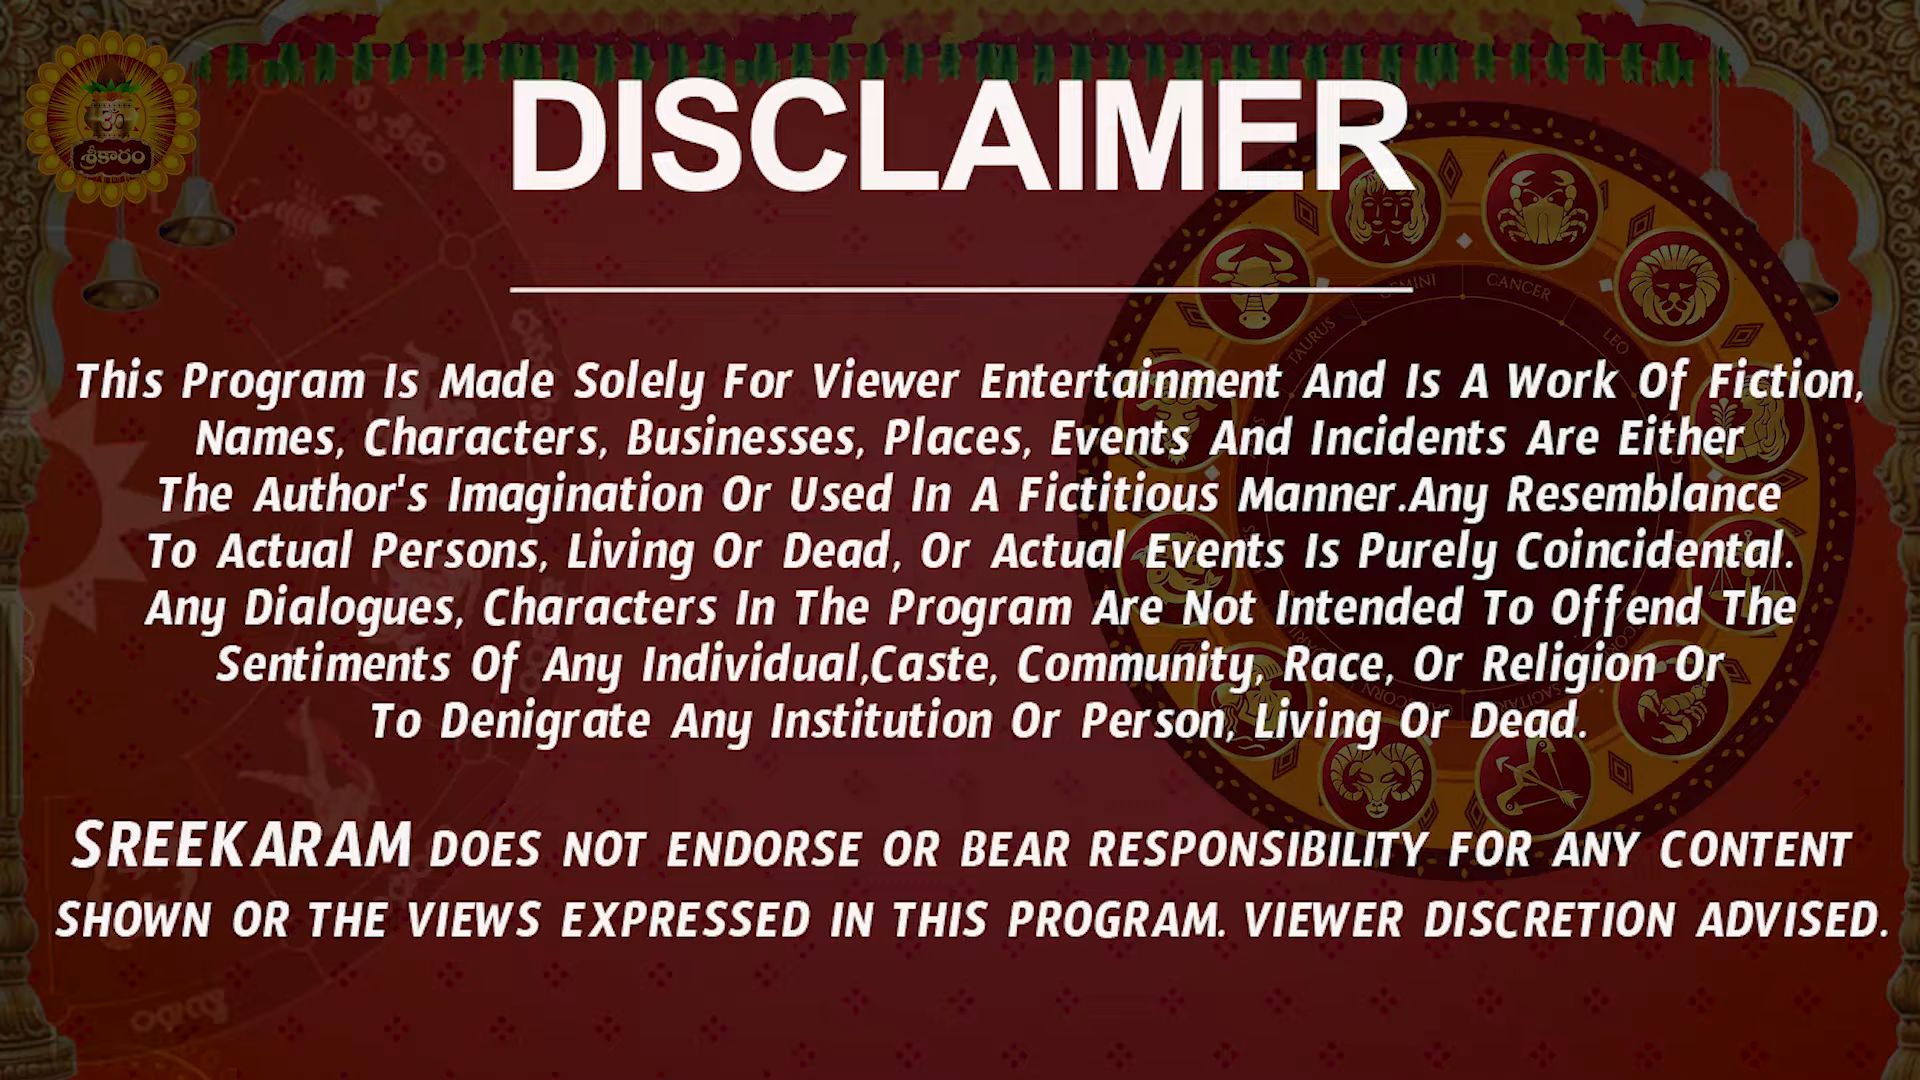 శ్రీకారం
DISCLAIMER
GEMINI
CANCER
TAURUS
LEO
This Program Is Made Solely For Viewer Entertainment And Is A Work Of Fiction,
Names, Characters, Businesses, Places, Events And Incidents Are Either
The Author's Imagination Or Used In A Fictitious Manner.Any Resemblance
To Actual Persons, Living Or Dead, Or Actual Events Is Purely Coincidental.
Any Dialogues, Characters In The Program Are Not Intended To Offend The
Sentiments Of Any Individual,Caste, Community, Race, Or Religion Or
To Denigrate Any Institution Or Person, Living Or Dead.
SREEKARAM DOES NOT ENDORSE OR BEAR RESPONSIBILITY FOR ANY CONTENT
SHOWN OR THE VIEWS EXPRESSED IN THIS PROGRAM. VIEWER DISCRETION ADVISED.